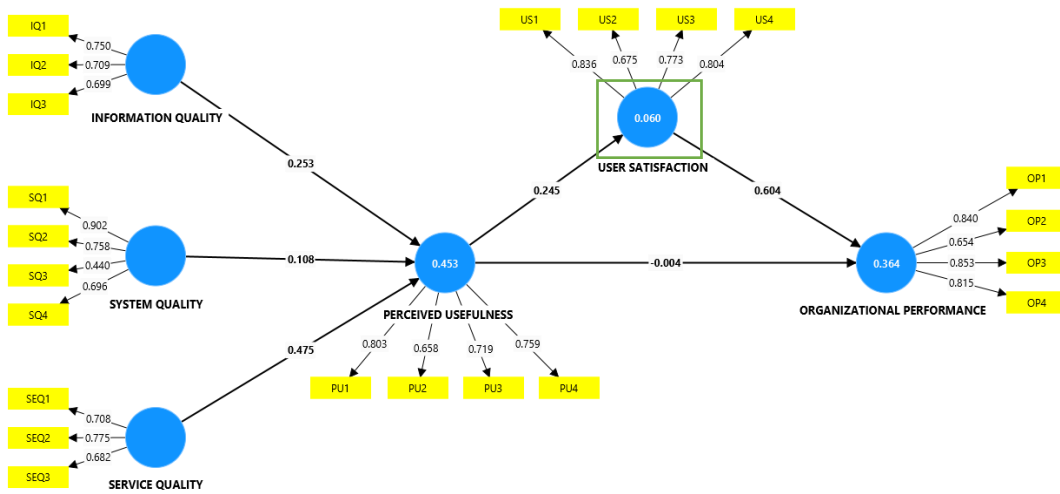 IQ1
0.750
IQ2
0.709
IQ3
0.699
INFORMATION QUALITY
US1
US2
US3
US4
0.836
0.675
0.773
0.804
0.060
USER SATISFACTION
0.253
0.245
0.604
SQ1
0.902
SQ2
0.758
SQ3
0.440
SQ4
0.696
SYSTEM QUALITY
0.108
0.453
PERCEIVED USEFULNESS
-0.004
0.364
ORGANIZATIONAL PERFORMANCE
OP1
0.840
OP2
0.654
OP3
0.853
OP4
0.815
0.475
0.803
0.658
0.719
0.759
PU1
PU2
PU3
PU4
SEQ1
0.708
SEQ2
0.775
SEQ3
0.682
SERVICE QUALITY